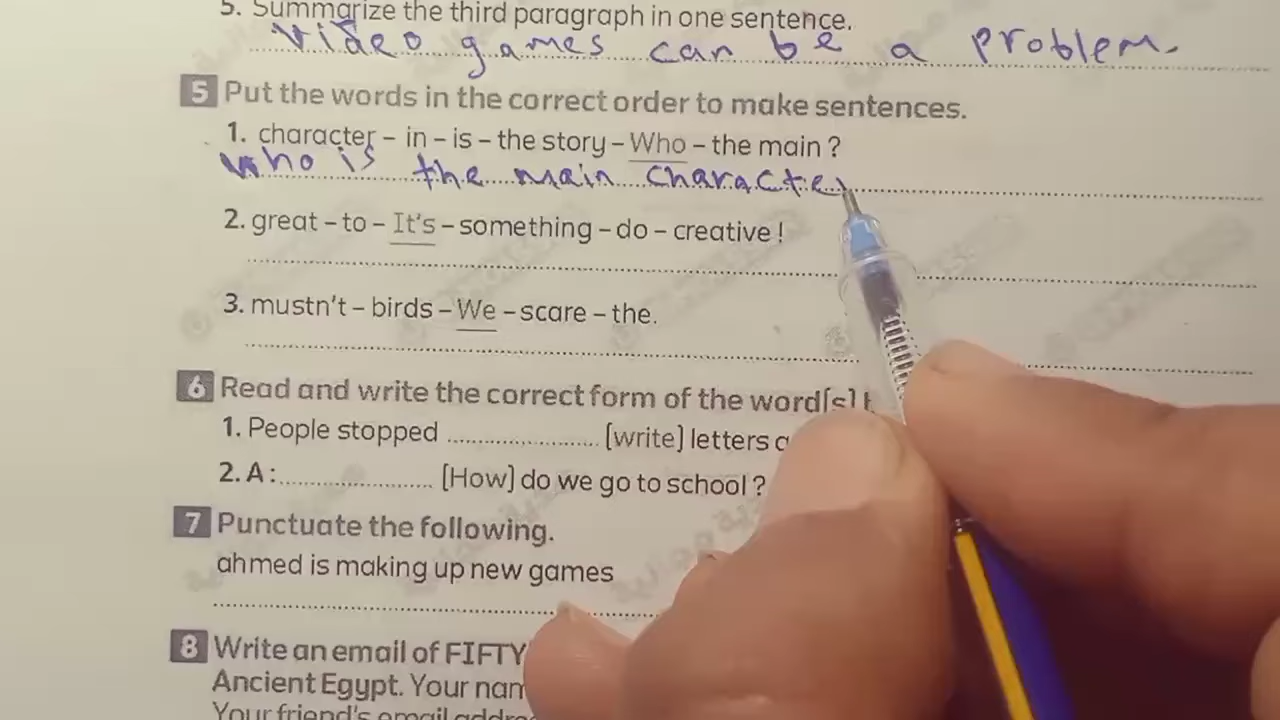 5. Summarize the third paragraph in one sentence.
video games can be a problem.
5 Put the words in the correct order to make sentences.
1. character – in – is – the story – Who – the main ?
who is the main character
2. great – to – It's – something – do – creative !
3. mustn't – birds – We – scare – the.
6 Read and write the correct form of the word[s]
1. People stopped ...................... [write] letters
2. A: ...................... [How] do we go to school ?
7 Punctuate the following.
ahmed is making up new games
8 Write an email of FIFTY
Ancient Egypt. Your
Your friend's email